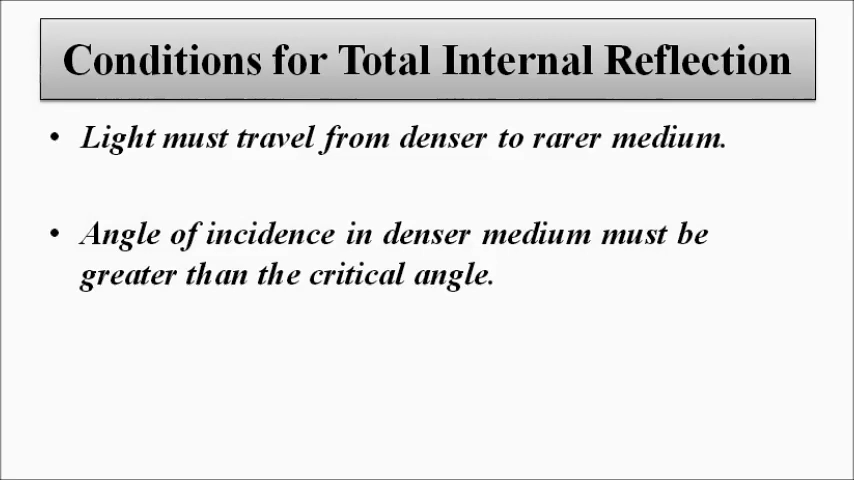 Conditions for Total Internal Reflection
• Light must travel from denser to rarer medium.
• Angle of incidence in denser medium must be
greater than the critical angle.